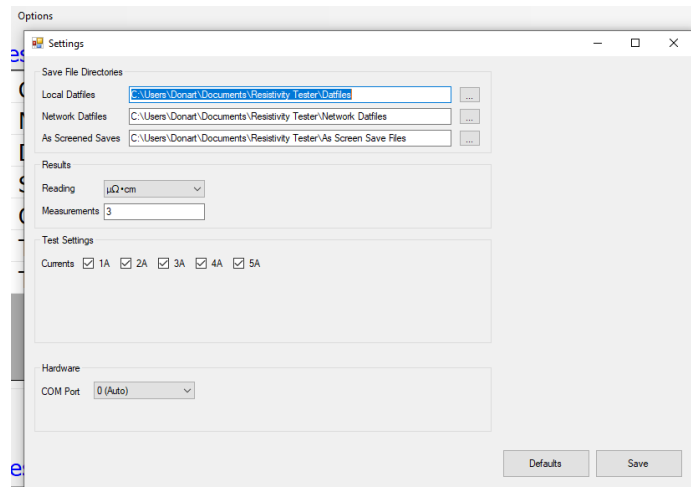 Options
Settings
Save File Directories
Local Datfiles C:\Users\Donart\Documents\Resistivity Tester\Datfiles ...
Network Datfiles C:\Users\Donart\Documents\Resistivity Tester\Network Datfiles ...
As Screened Saves C:\Users\Donart\Documents\Resistivity Tester\As Screen Save Files ...
Results
Reading µΩ•cm
Measurements 3
Test Settings
Currents 1A 2A 3A 4A 5A
Hardware
COM Port 0 (Auto)
Defaults Save